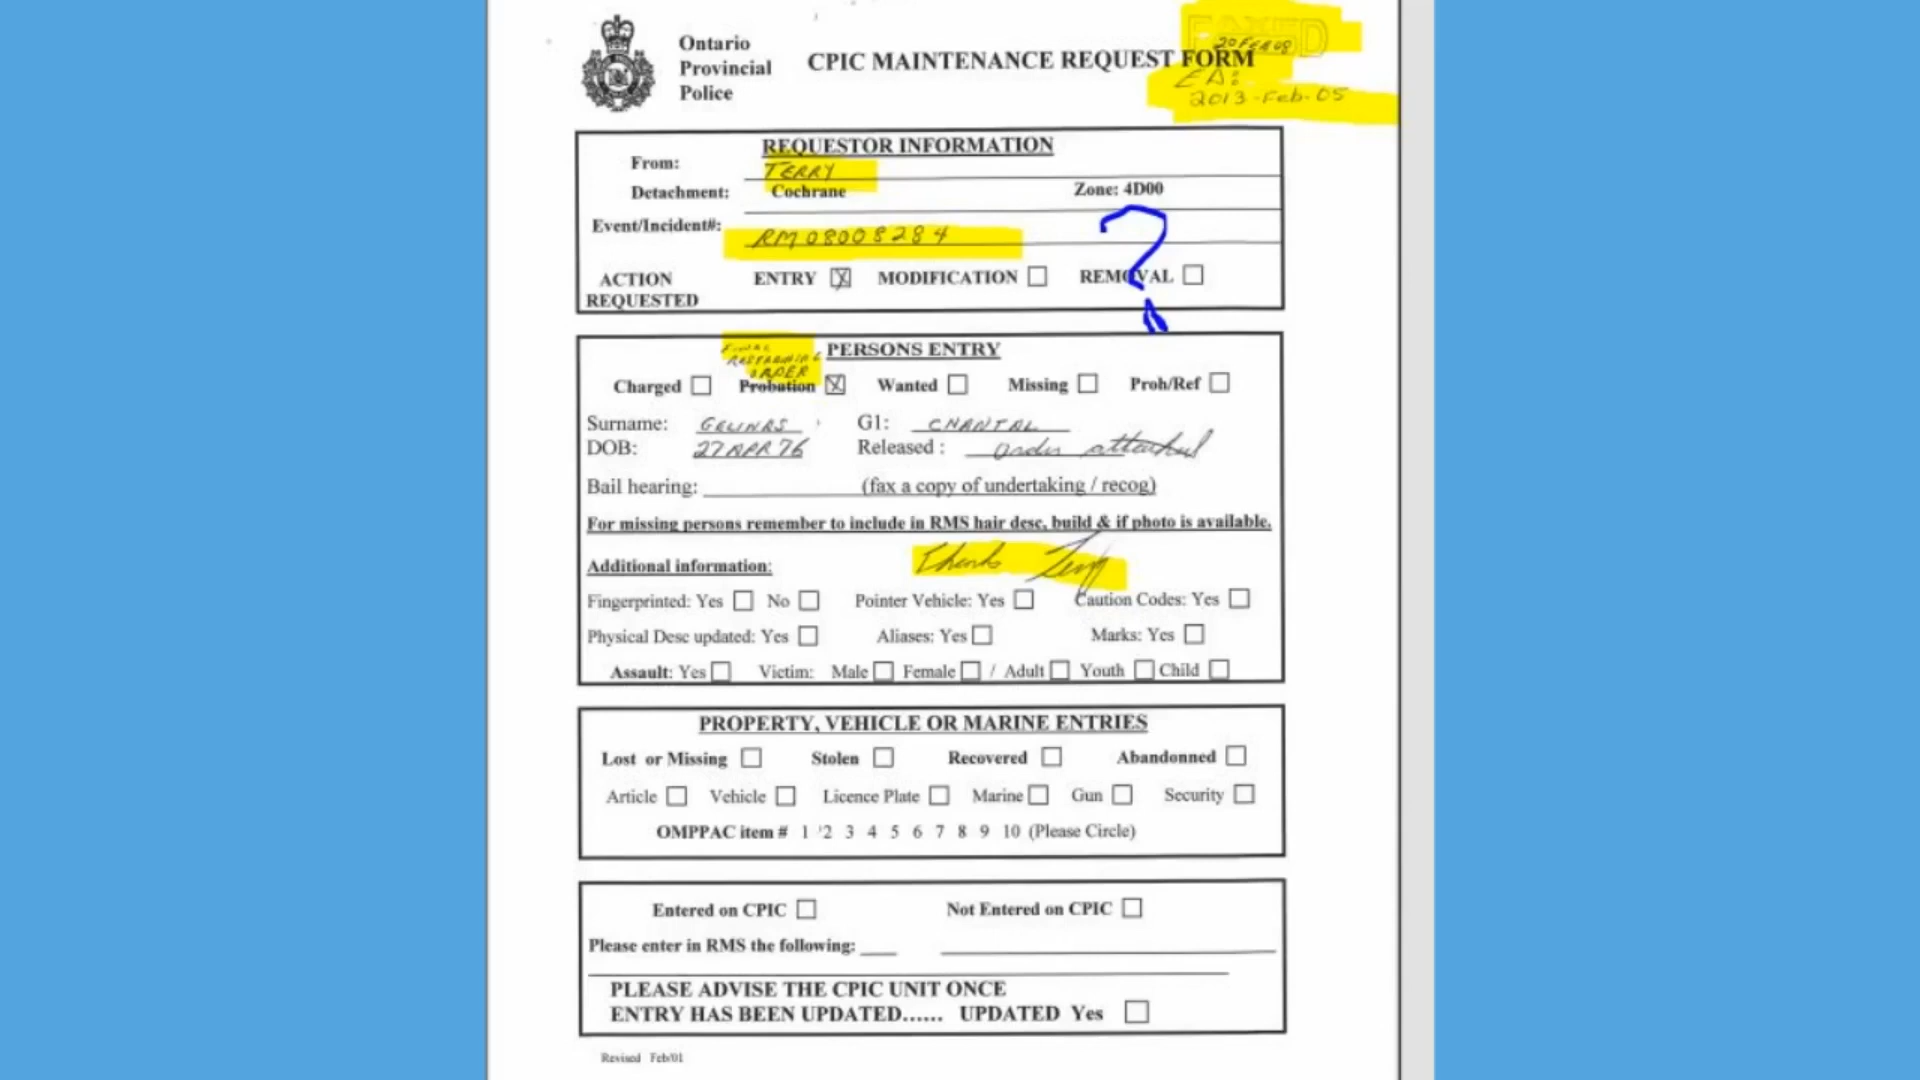 Ontario
Provincial
Police
CPIC MAINTENANCE REQUEST FORM
FAXED
20 FEB 08
EA:
2013-Feb-05
REQUESTOR INFORMATION
From: TERRY
Detachment: Cochrane Zone: 4D00
Event/Incident#: RM08008284
?
ACTION REQUESTED ENTRY ☒ MODIFICATION ☐ REMOVAL ☐
FINAL
RESTRAINING
ORDER
PERSONS ENTRY
Charged ☐ Probation ☒ Wanted ☐ Missing ☐ Proh/Ref ☐
Surname: GELINAS G1: CHANTAL
DOB: 27 APR 76 Released : Order attached
Bail hearing: (fax a copy of undertaking / recog)
For missing persons remember to include in RMS hair desc, build & if photo is available.
Additional information: Thanks Terry
Fingerprinted: Yes ☐ No ☐ Pointer Vehicle: Yes ☐ Caution Codes: Yes ☐
Physical Desc updated: Yes ☐ Aliases: Yes ☐ Marks: Yes ☐
Assault: Yes ☐ Victim: Male ☐ Female ☐ / Adult ☐ Youth ☐ Child ☐
PROPERTY, VEHICLE OR MARINE ENTRIES
Lost or Missing ☐ Stolen ☐ Recovered ☐ Abandonned ☐
Article ☐ Vehicle ☐ Licence Plate ☐ Marine ☐ Gun ☐ Security ☐
OMPPAC item # 1 2 3 4 5 6 7 8 9 10 (Please Circle)
Entered on CPIC ☐ Not Entered on CPIC ☐
Please enter in RMS the following:
PLEASE ADVISE THE CPIC UNIT ONCE
ENTRY HAS BEEN UPDATED...... UPDATED Yes ☐
Revised Feb/01